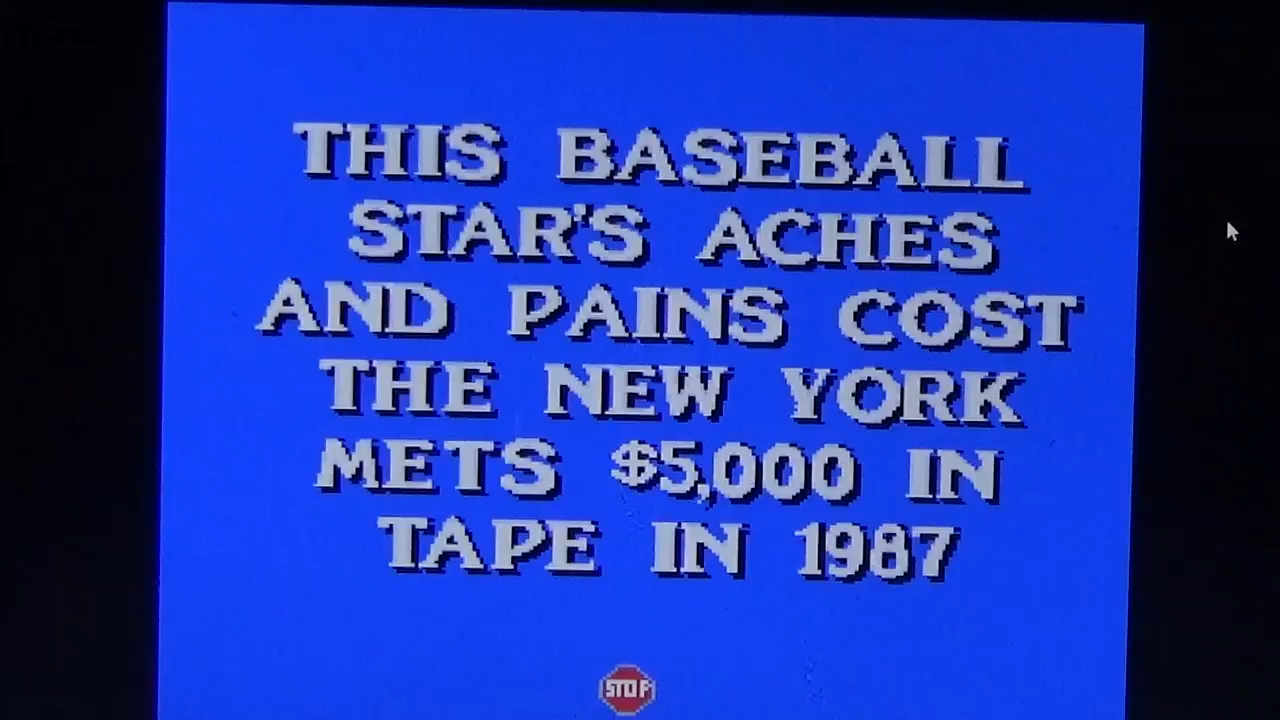 THIS BASEBALL
STAR'S ACHES
AND PAINS COST
THE NEW YORK
METS $5,000 IN
TAPE IN 1987
STOP